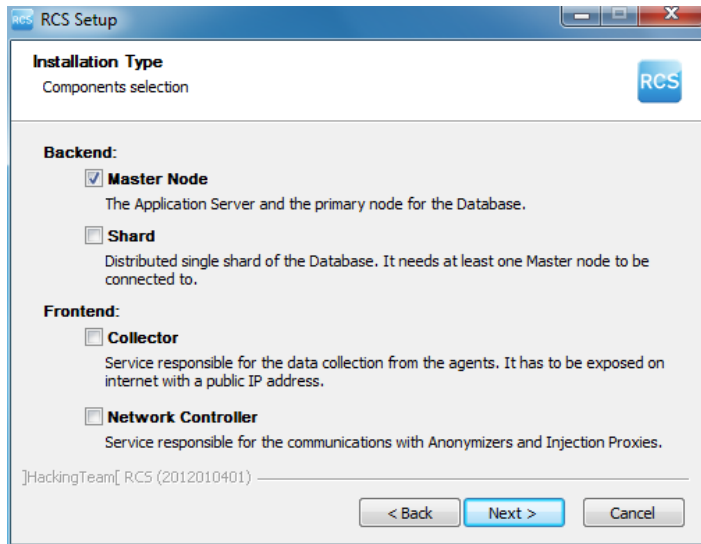 RCS RCS Setup
Installation Type
Components selection
RCS
Backend:
Master Node
The Application Server and the primary node for the Database.
Shard
Distributed single shard of the Database. It needs at least one Master node to be
connected to.
Frontend:
Collector
Service responsible for the data collection from the agents. It has to be exposed on
internet with a public IP address.
Network Controller
Service responsible for the communications with Anonymizers and Injection Proxies.
]HackingTeam[ RCS (2012010401)
< Back Next > Cancel